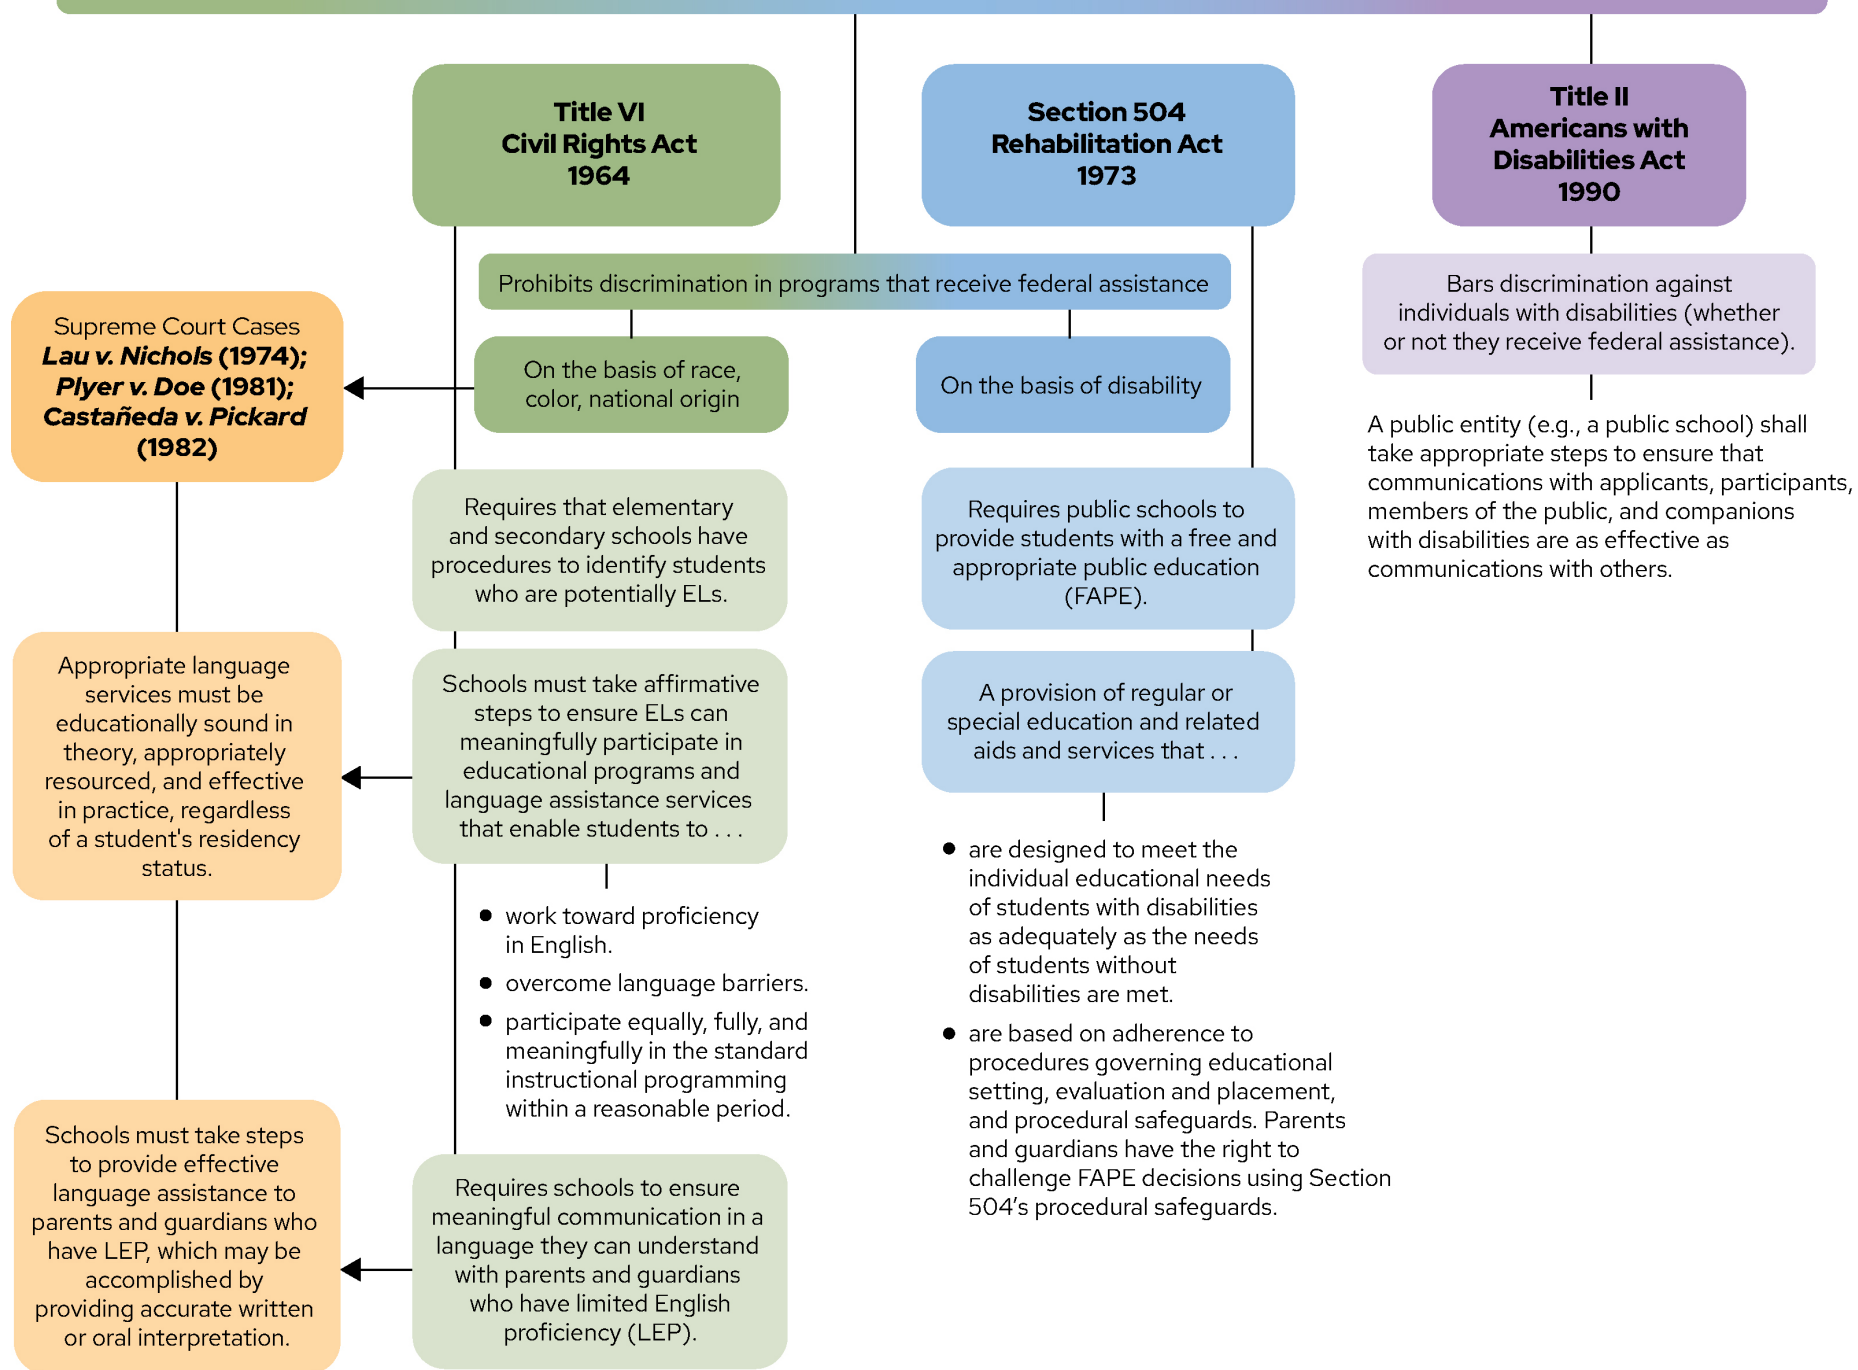 Title VI
Civil Rights Act
1964
Section 504
Rehabilitation Act
1973
Title II
Americans with
Disabilities Act
1990
Prohibits discrimination in programs that receive federal assistance
Bars discrimination against
individuals with disabilities (whether
or not they receive federal assistance).
Supreme Court Cases
Lau v. Nichols (1974);
Plyer v. Doe (1981);
Castañeda v. Pickard
(1982)
On the basis of race,
color, national origin
On the basis of disability
A public entity (e.g., a public school) shall
take appropriate steps to ensure that
communications with applicants, participants,
members of the public, and companions
with disabilities are as effective as
communications with others.
Requires that elementary
and secondary schools have
procedures to identify students
who are potentially ELs.
Requires public schools to
provide students with a free and
appropriate public education
(FAPE).
Appropriate language
services must be
educationally sound in
theory, appropriately
resourced, and effective
in practice, regardless
of a student's residency
status.
Schools must take affirmative
steps to ensure ELs can
meaningfully participate in
educational programs and
language assistance services
that enable students to . . .
A provision of regular or
special education and related
aids and services that . . .
• work toward proficiency
in English.
• overcome language barriers.
• participate equally, fully, and
meaningfully in the standard
instructional programming
within a reasonable period.
• are designed to meet the
individual educational needs
of students with disabilities
as adequately as the needs
of students without
disabilities are met.
• are based on adherence to
procedures governing educational
setting, evaluation and placement,
and procedural safeguards. Parents
and guardians have the right to
challenge FAPE decisions using Section
504’s procedural safeguards.
Schools must take steps
to provide effective
language assistance to
parents and guardians who
have LEP, which may be
accomplished by
providing accurate written
or oral interpretation.
Requires schools to ensure
meaningful communication in a
language they can understand
with parents and guardians
who have limited English
proficiency (LEP).